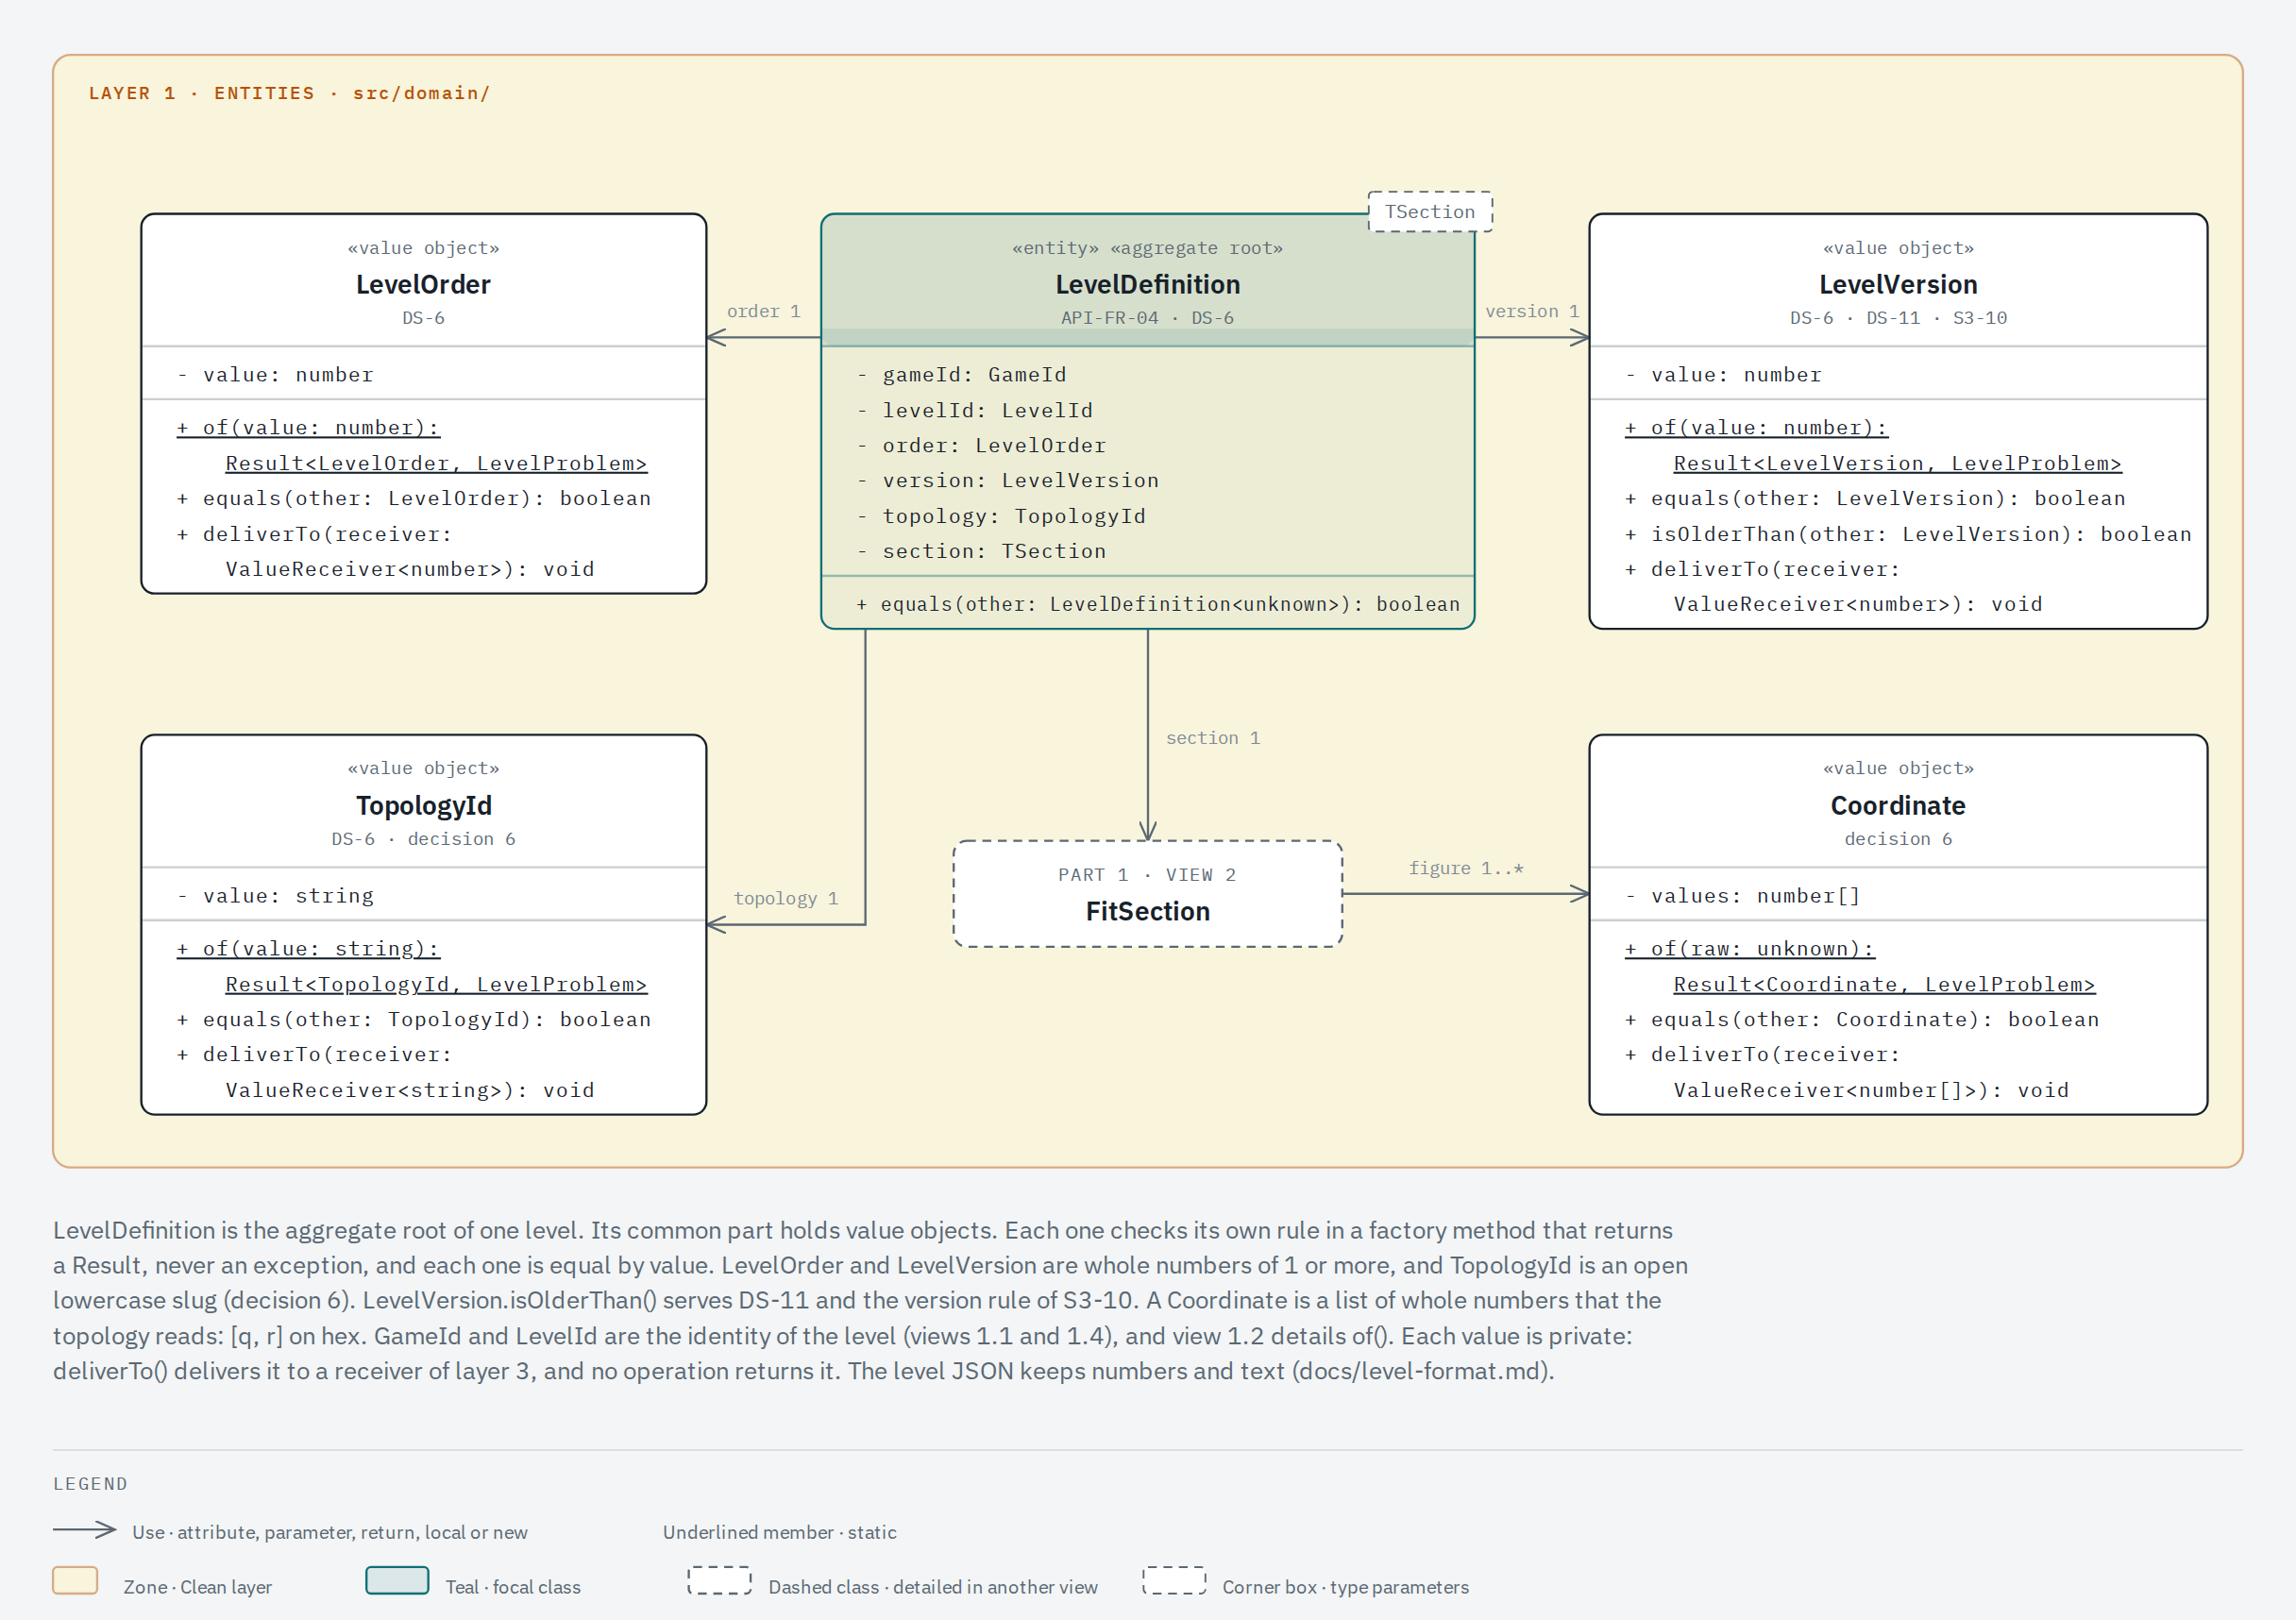 LAYER 1 · ENTITIES · src/domain/
«value object»
LevelOrder
DS-6
- value: number
+ of(value: number):
Result<LevelOrder, LevelProblem>
+ equals(other: LevelOrder): boolean
+ deliverTo(receiver:
ValueReceiver<number>): void
order 1
TSection
«entity» «aggregate root»
LevelDefinition
API-FR-04 · DS-6
- gameId: GameId
- levelId: LevelId
- order: LevelOrder
- version: LevelVersion
- topology: TopologyId
- section: TSection
+ equals(other: LevelDefinition<unknown>): boolean
version 1
«value object»
LevelVersion
DS-6 · DS-11 · S3-10
- value: number
+ of(value: number):
Result<LevelVersion, LevelProblem>
+ equals(other: LevelVersion): boolean
+ isOlderThan(other: LevelVersion): boolean
+ deliverTo(receiver:
ValueReceiver<number>): void
«value object»
TopologyId
DS-6 · decision 6
- value: string
+ of(value: string):
Result<TopologyId, LevelProblem>
+ equals(other: TopologyId): boolean
+ deliverTo(receiver:
ValueReceiver<string>): void
topology 1
section 1
PART 1 · VIEW 2
FitSection
figure 1..*
«value object»
Coordinate
decision 6
- values: number[]
+ of(raw: unknown):
Result<Coordinate, LevelProblem>
+ equals(other: Coordinate): boolean
+ deliverTo(receiver:
ValueReceiver<number[]>): void
LevelDefinition is the aggregate root of one level. Its common part holds value objects. Each one checks its own rule in a factory method that returns
a Result, never an exception, and each one is equal by value. LevelOrder and LevelVersion are whole numbers of 1 or more, and TopologyId is an open
lowercase slug (decision 6). LevelVersion.isOlderThan() serves DS-11 and the version rule of S3-10. A Coordinate is a list of whole numbers that the
topology reads: [q, r] on hex. GameId and LevelId are the identity of the level (views 1.1 and 1.4), and view 1.2 details of(). Each value is private:
deliverTo() delivers it to a receiver of layer 3, and no operation returns it. The level JSON keeps numbers and text (docs/level-format.md).
LEGEND
Use · attribute, parameter, return, local or new
Underlined member · static
Zone · Clean layer
Teal · focal class
Dashed class · detailed in another view
Corner box · type parameters